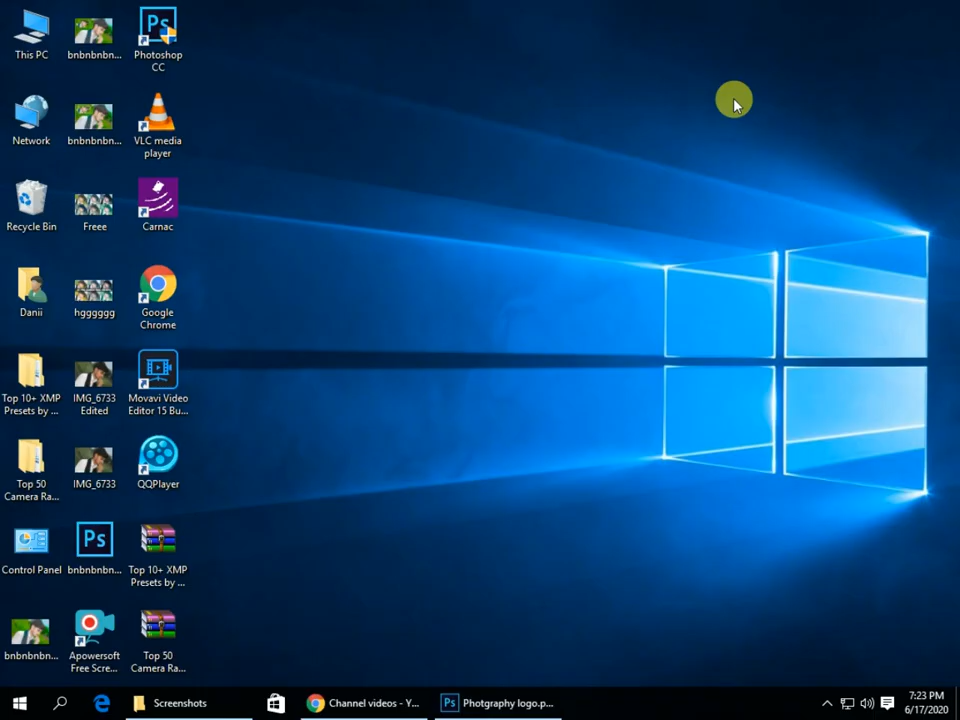 This PC
bnbnbnbn...
Ps
Photoshop
CC
Network
bnbnbnbn...
VLC media
player
Recycle Bin
Freee
Carnac
Danii
hgggggg
Google
Chrome
Top 10+ XMP
Presets by ...
IMG_6733
Edited
Movavi Video
Editor 15 Bu...
Top 50
Camera Ra...
IMG_6733
QQPlayer
Control Panel
Ps
bnbnbnbn...
Top 10+ XMP
Presets by ...
bnbnbnbn...
Apowersoft
Free Scre...
Top 50
Camera Ra...
Screenshots
Channel videos - Y...
Ps
Photgraphy logo.p...
7:23 PM
6/17/2020